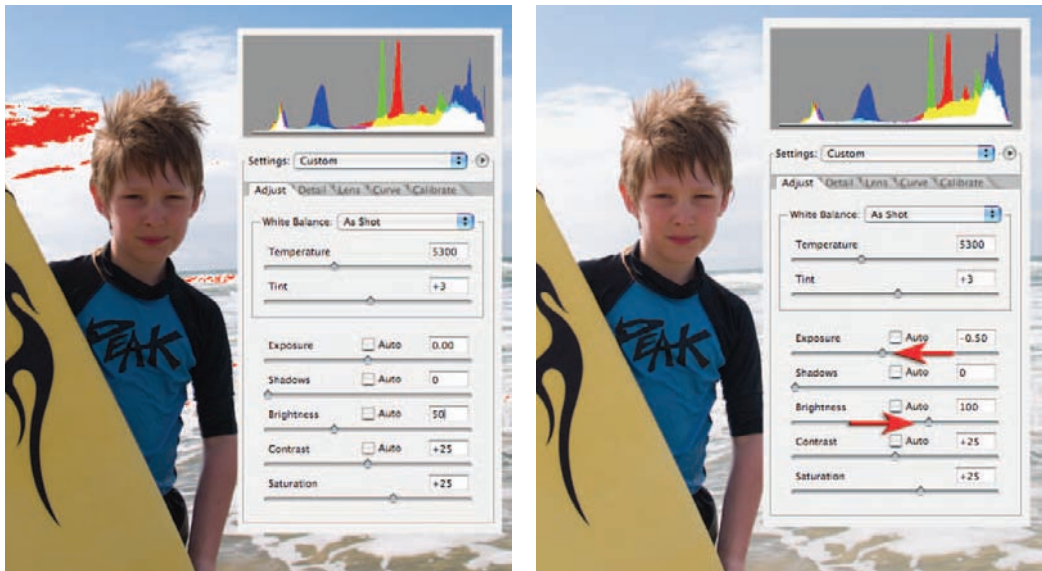 Settings: Custom
Adjust Detail Lens Curve Calibrate
White Balance: As Shot
Temperature 5300
Tint +3
Exposure Auto 0.00
Shadows Auto 0
Brightness Auto 50
Contrast Auto +25
Saturation +25
PEAK
Settings: Custom
Adjust Detail Lens Curve Calibrate
White Balance: As Shot
Temperature 5300
Tint +3
Exposure Auto -0.50
Shadows Auto 0
Brightness Auto 100
Contrast Auto +25
Saturation +25
PEAK